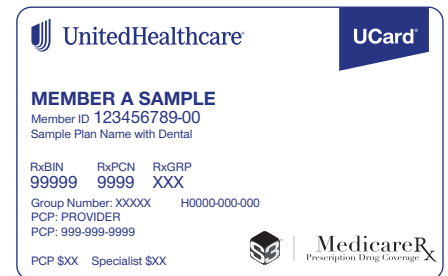 UnitedHealthcare®
UCard®
MEMBER A SAMPLE
Member ID 123456789-00
Sample Plan Name with Dental
RxBIN RxPCN RxGRP
99999 9999 XXX
Group Number: XXXXX H0000-000-000
PCP: PROVIDER
PCP: 999-999-9999
PCP $XX Specialist $XX
S3
MedicareRx
Prescription Drug Coverage